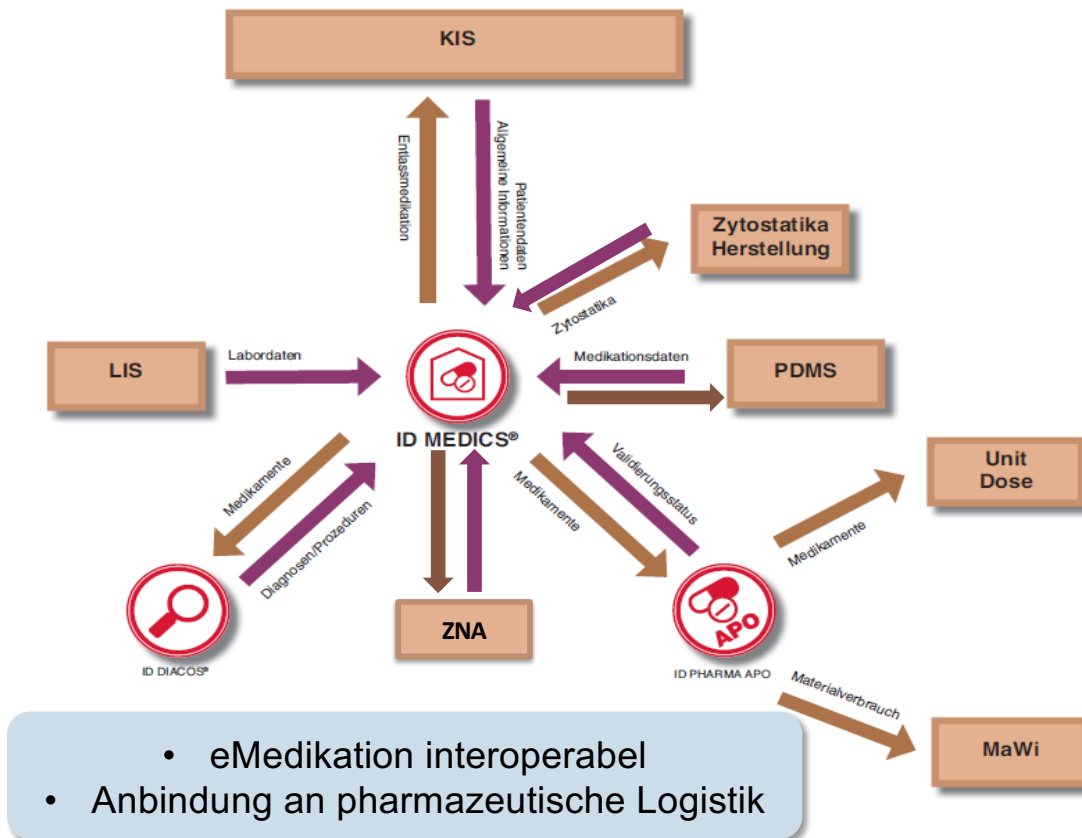 KIS
Entlassmedikation
Allgemeine Informationen
Patientendaten
Zytostatika
Herstellung
Zytostatika
LIS
Labordaten
Medikationsdaten
PDMS
ID MEDICS®
Medikamente
Diagnosen/Prozeduren
Medikamente
Validierungsstatus
Unit
Dose
Medikamente
ZNA
APO
ID DIACOS®
ID PHARMA APO
Materialverbrauch
MaWi
• eMedikation interoperabel
• Anbindung an pharmazeutische Logistik